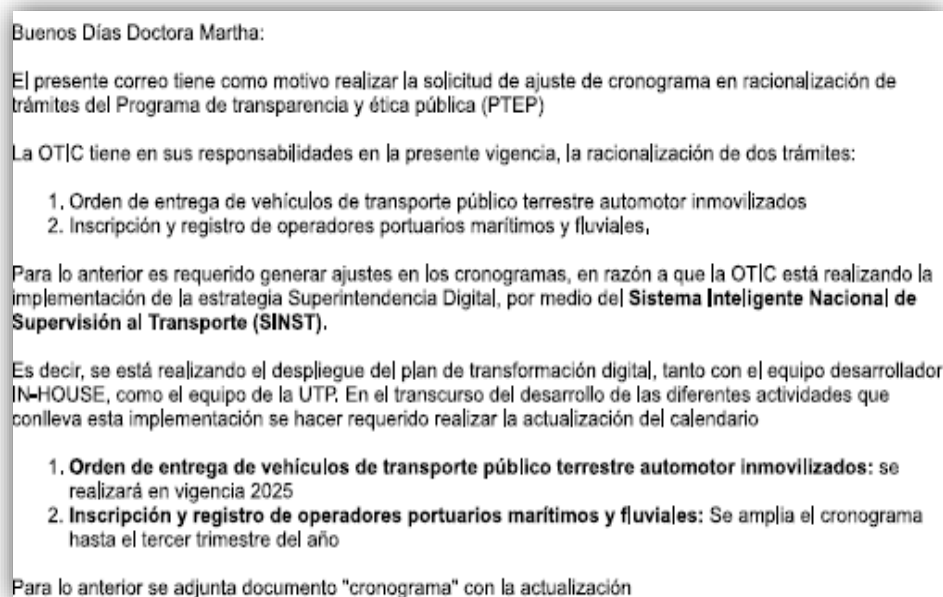 Buenos Días Doctora Martha:
El presente correo tiene como motivo realizar la solicitud de ajuste de cronograma en racionalización de
trámites del Programa de transparencia y ética pública (PTEP)
La OTIC tiene en sus responsabilidades en la presente vigencia, la racionalización de dos trámites:
1. Orden de entrega de vehículos de transporte público terrestre automotor inmovilizados
2. Inscripción y registro de operadores portuarios marítimos y fluviales,
Para lo anterior es requerido generar ajustes en los cronogramas, en razón a que la OTIC está realizando la
implementación de la estrategia Superintendencia Digital, por medio del Sistema Inteligente Nacional de
Supervisión al Transporte (SINST).
Es decir, se está realizando el despliegue del plan de transformación digital, tanto con el equipo desarrollador
IN-HOUSE, como el equipo de la UTP. En el transcurso del desarrollo de las diferentes actividades que
conlleva esta implementación se hacer requerido realizar la actualización del calendario
1. Orden de entrega de vehículos de transporte público terrestre automotor inmovilizados: se
realizará en vigencia 2025
2. Inscripción y registro de operadores portuarios marítimos y fluviales: Se amplia el cronograma
hasta el tercer trimestre del año
Para lo anterior se adjunta documento "cronograma" con la actualización